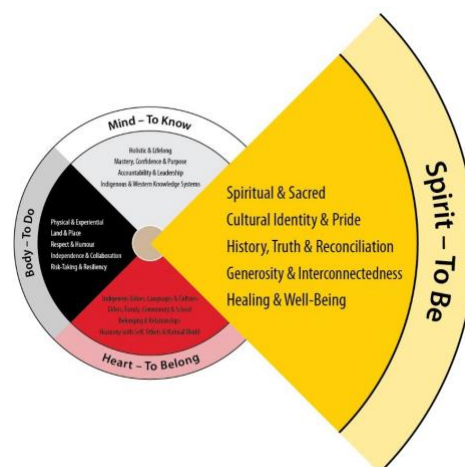 Mind – To Know
Holistic & Lifelong
Mastery, Confidence & Purpose
Accountability & Leadership
Indigenous & Western Knowledge Systems
Body – To Do
Physical & Experiential
Land & Place
Respect & Humour
Independence & Collaboration
Risk-Taking & Resiliency
Spiritual & Sacred
Cultural Identity & Pride
History, Truth & Reconciliation
Generosity & Interconnectedness
Healing & Well-Being
Spirit – To Be
Indigenous Values, Languages & Cultures
Elders, Family, Community & School
Belonging & Relationships
Harmony with Self, Others & Natural World
Heart – To Belong